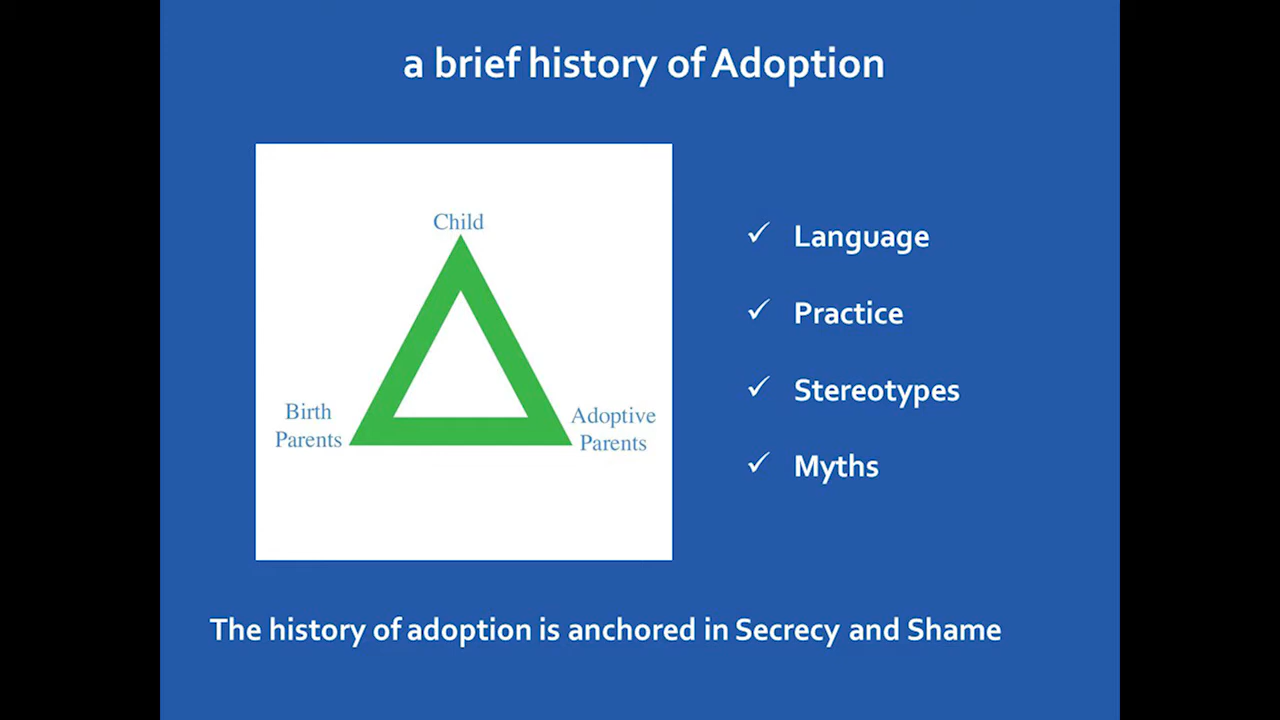 a brief history of Adoption
Child
Birth
Parents
Adoptive
Parents
✓ Language
✓ Practice
✓ Stereotypes
✓ Myths
The history of adoption is anchored in Secrecy and Shame